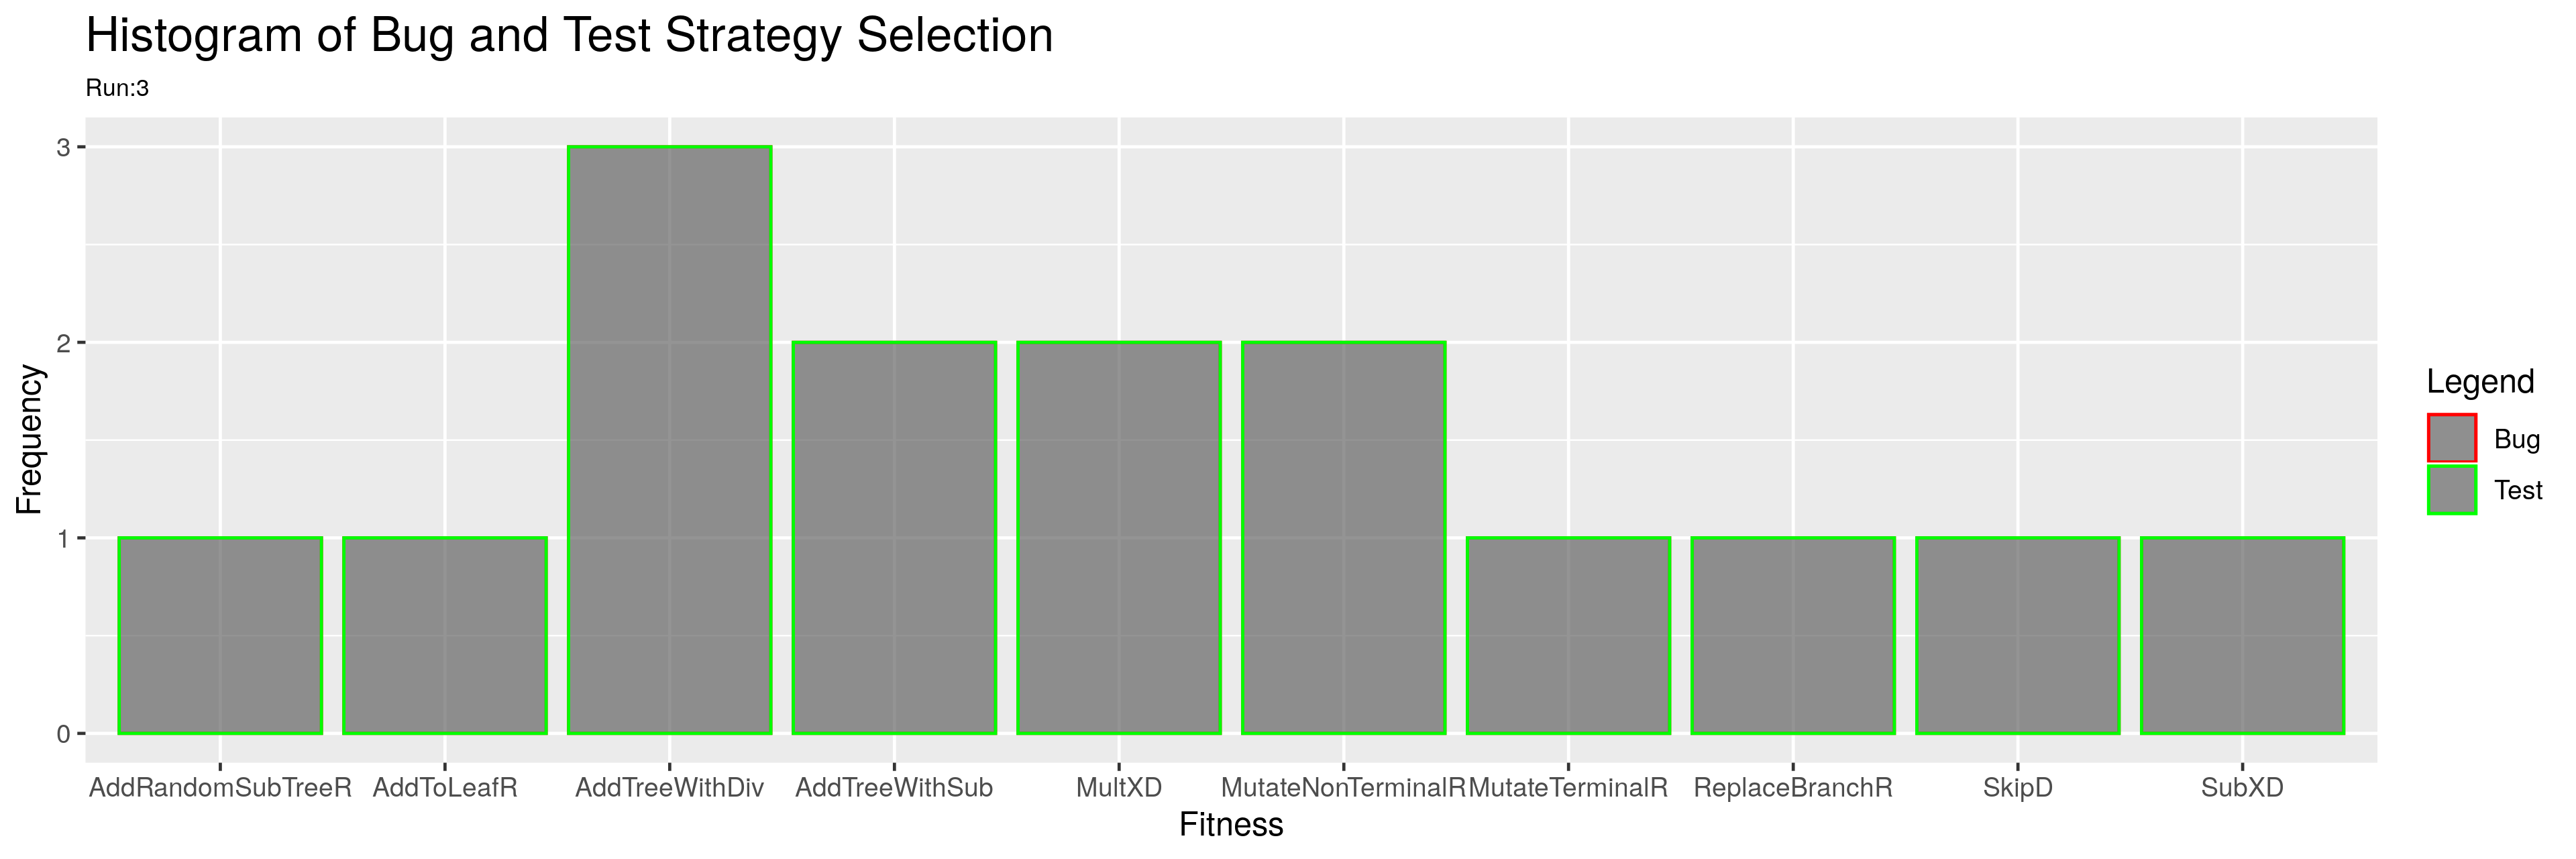 Histogram of Bug and Test Strategy Selection
Run:3
Frequency
3
2
1
0
AddRandomSubTreeR AddToLeafR AddTreeWithDiv AddTreeWithSub MultXD MutateNonTerminalR MutateTerminalR ReplaceBranchR SkipD SubXD
Fitness
Legend
Bug
Test